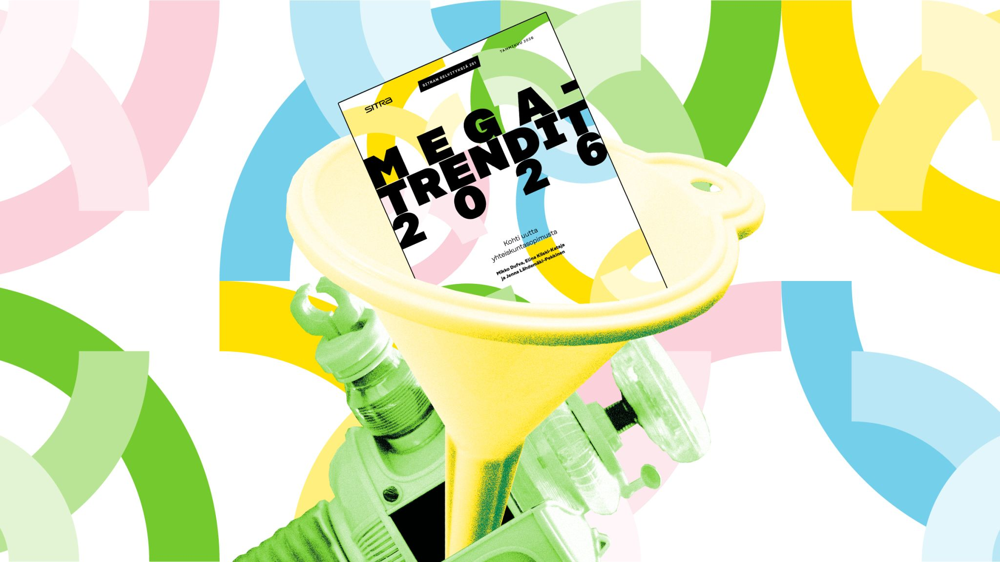 TAMMIKUU 2026
SITRAN SELVITYKSIÄ 251
SITRA
MEGA-
TRENDIT
2026
Kohti uutta
yhteiskuntasopimusta
Mikko Dufva, Elina Kiiski-Kataja
ja Jenna Lähdemäki-Pekkinen